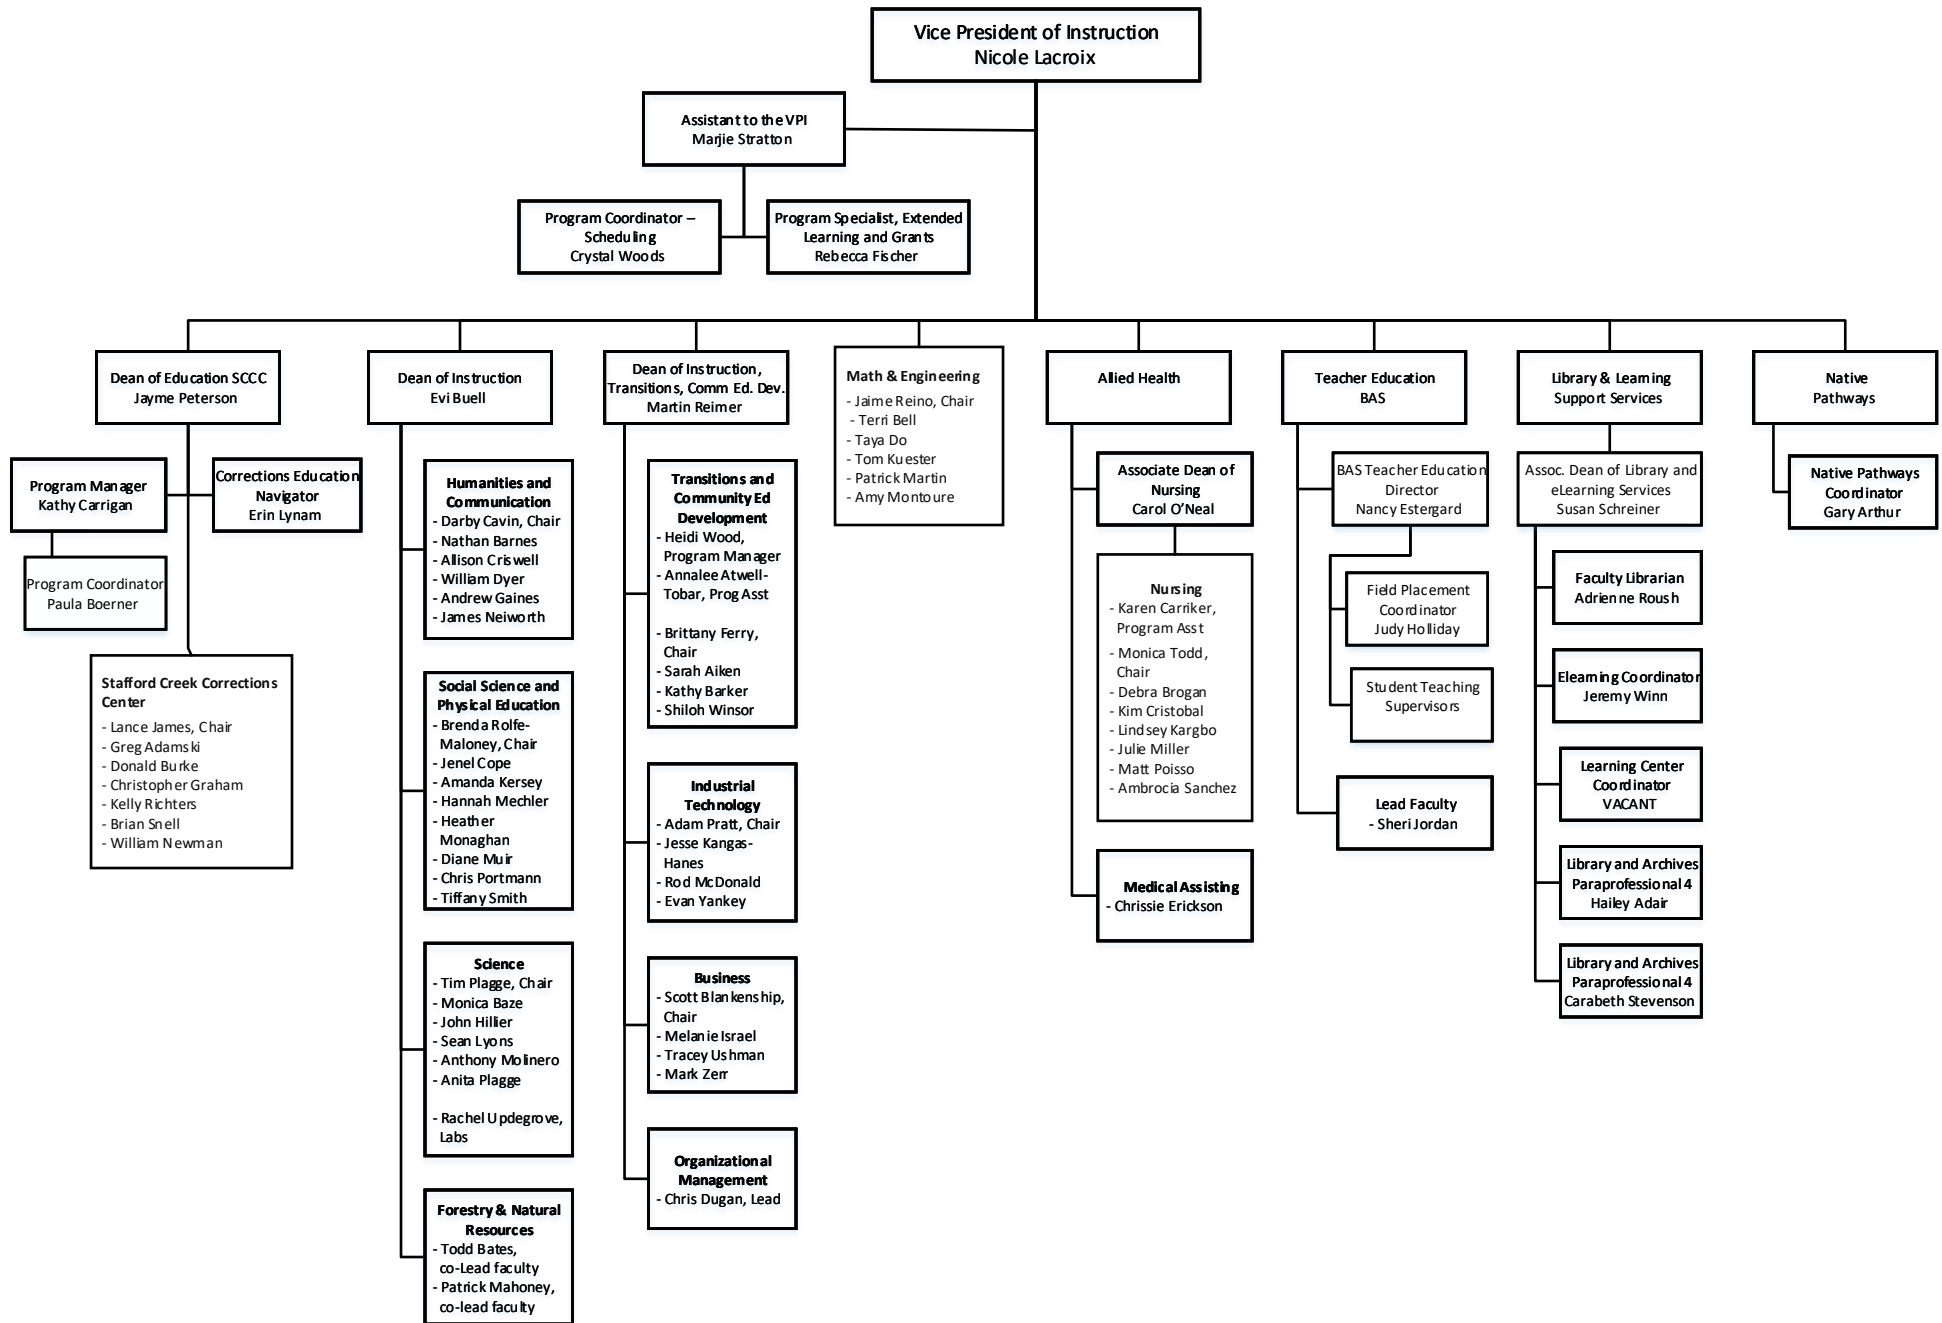 Vice President of Instruction
Nicole Lacroix
Assistant to the VPI
Marjie Stratton
Program Coordinator –
Scheduling
Crystal Woods
Program Specialist, Extended
Learning and Grants
Rebecca Fischer
Dean of Education SCCC
Jayme Peterson
Program Manager
Kathy Carrigan
Corrections Education
Navigator
Erin Lynam
Program Coordinator
Paula Boerner
Stafford Creek Corrections
Center
- Lance James, Chair
- Greg Adamski
- Donald Burke
- Christopher Graham
- Kelly Richters
- Brian Snell
- William Newman
Dean of Instruction
Evi Buell
Humanities and
Communication
- Darby Cavin, Chair
- Nathan Barnes
- Allison Criswell
- William Dyer
- Andrew Gaines
- James Neiworth
Social Science and
Physical Education
- Brenda Rolfe-
Maloney, Chair
- Jenel Cope
- Amanda Kersey
- Hannah Mechler
- Heather
Monaghan
- Diane Muir
- Chris Portmann
- Tiffany Smith
Science
- Tim Plagge, Chair
- Monica Baze
- John Hillier
- Sean Lyons
- Anthony Molinero
- Anita Plagge
- Rachel Updegrove,
Labs
Forestry & Natural
Resources
- Todd Bates,
co-Lead faculty
- Patrick Mahoney,
co-lead faculty
Dean of Instruction,
Transitions, Comm Ed. Dev.
Martin Reimer
Transitions and
Community Ed
Development
- Heidi Wood,
Program Manager
- Annalee Atwell-
Tobar, Prog Asst
- Brittany Ferry,
Chair
- Sarah Aiken
- Kathy Barker
- Shiloh Winsor
Industrial
Technology
- Adam Pratt, Chair
- Jesse Kangas-
Hanes
- Rod McDonald
- Evan Yankey
Business
- Scott Blankenship,
Chair
- Melanie Israel
- Tracey Ushman
- Mark Zerr
Organizational
Management
- Chris Dugan, Lead
Math & Engineering
- Jaime Reino, Chair
- Terri Bell
- Taya Do
- Tom Kuester
- Patrick Martin
- Amy Montoure
Allied Health
Associate Dean of
Nursing
Carol O'Neal
Nursing
- Karen Carriker,
Program Asst
- Monica Todd,
Chair
- Debra Brogan
- Kim Cristobal
- Lindsey Kargbo
- Julie Miller
- Matt Poisso
- Ambrocia Sanchez
Medical Assisting
- Chrissie Erickson
Teacher Education
BAS
BAS Teacher Education
Director
Nancy Estergard
Field Placement
Coordinator
Judy Holliday
Student Teaching
Supervisors
Lead Faculty
- Sheri Jordan
Library & Learning
Support Services
Assoc. Dean of Library and
eLearning Services
Susan Schreiner
Faculty Librarian
Adrienne Roush
Elearning Coordinator
Jeremy Winn
Learning Center
Coordinator
VACANT
Library and Archives
Paraprofessional 4
Hailey Adair
Library and Archives
Paraprofessional 4
Carabeth Stevenson
Native
Pathways
Native Pathways
Coordinator
Gary Arthur